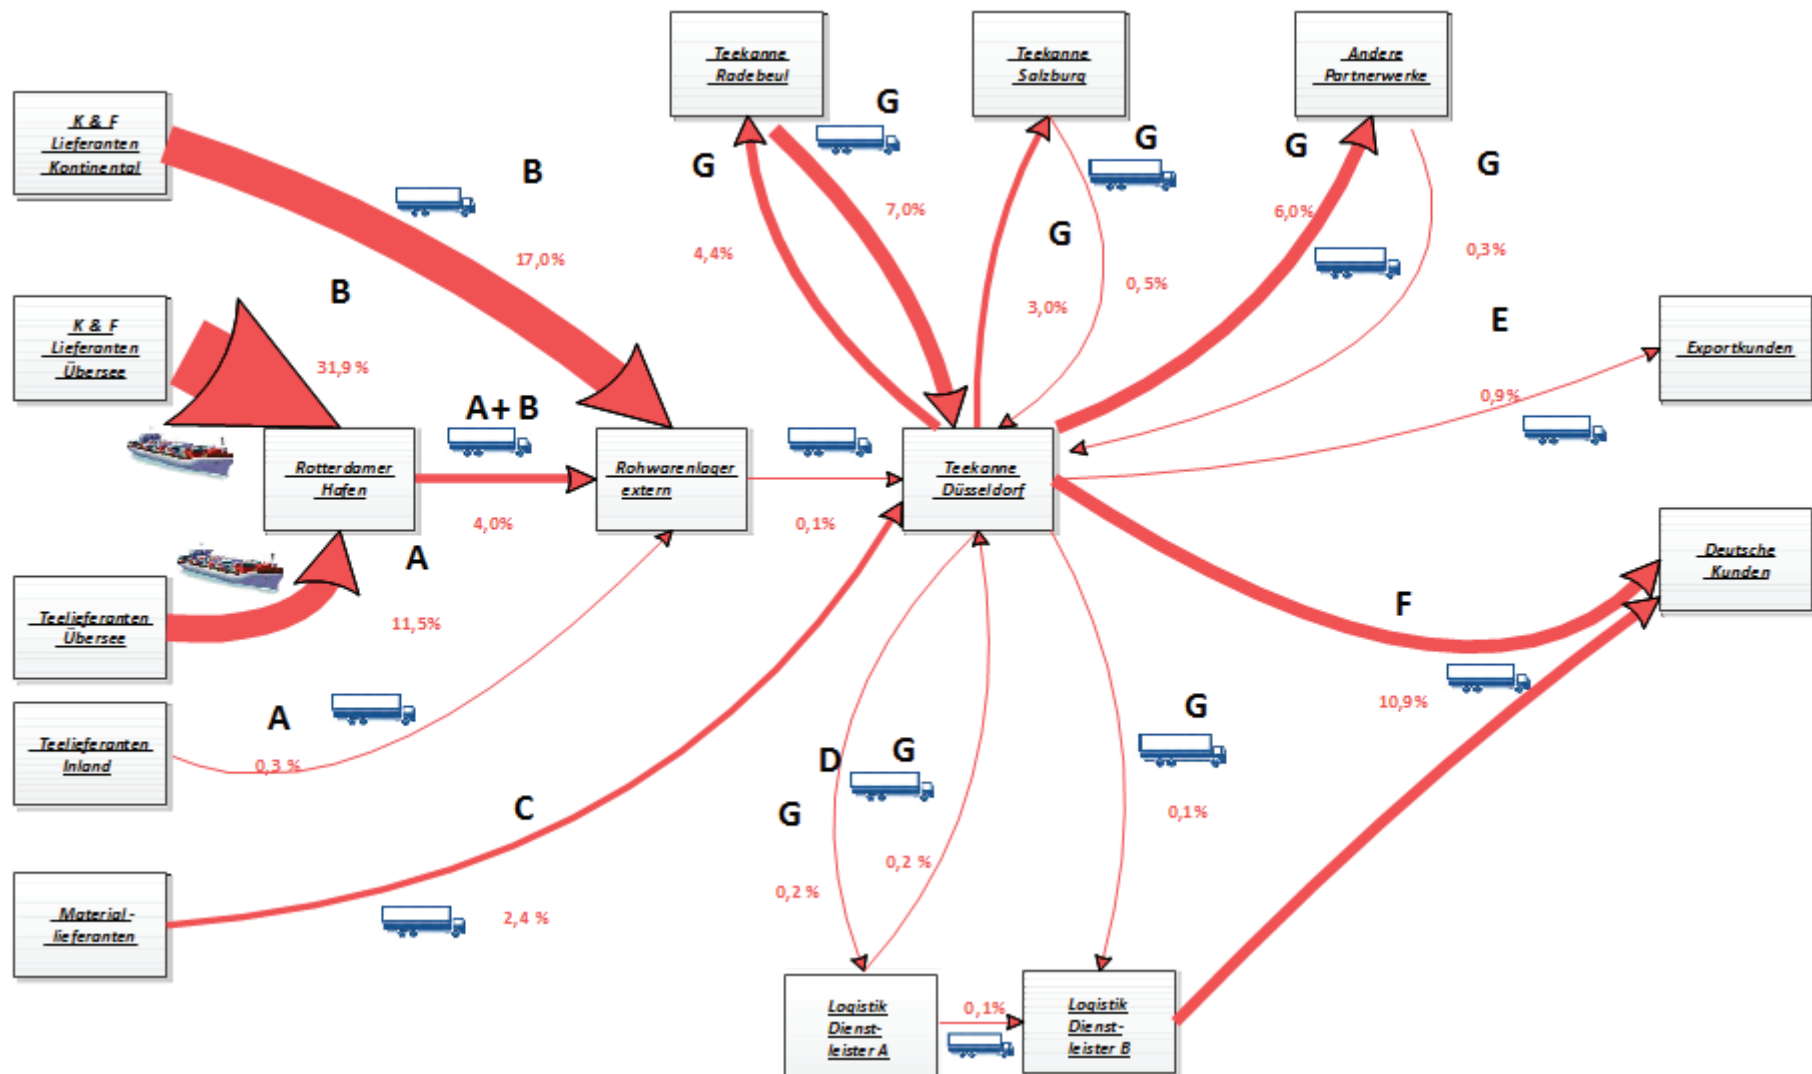 Teekanne
Radebeul
Teekanne
Salzburg
Andere
Partnerwerke
K & F
Lieferanten
Kontinental
B
17,0%
G
4,4%
G
7,0%
G
3,0%
G
0,5%
G
6,0%
G
0,3%
K & F
Lieferanten
Übersee
B
31,9 %
E
0,9%
Exportkunden
Rotterdamer
Hafen
A+ B
4,0%
Rohwarenlager
extern
0,1%
Teekanne
Düsseldorf
Deutsche
Kunden
Teelieferanten
Übersee
A
11,5%
F
10,9%
Teelieferanten
Inland
A
0,3 %
D
G
0,2 %
G
0,2 %
G
0,1%
C
2,4 %
Material-
lieferanten
Logistik
Dienst-
leister A
0,1%
Logistik
Dienst-
leister B